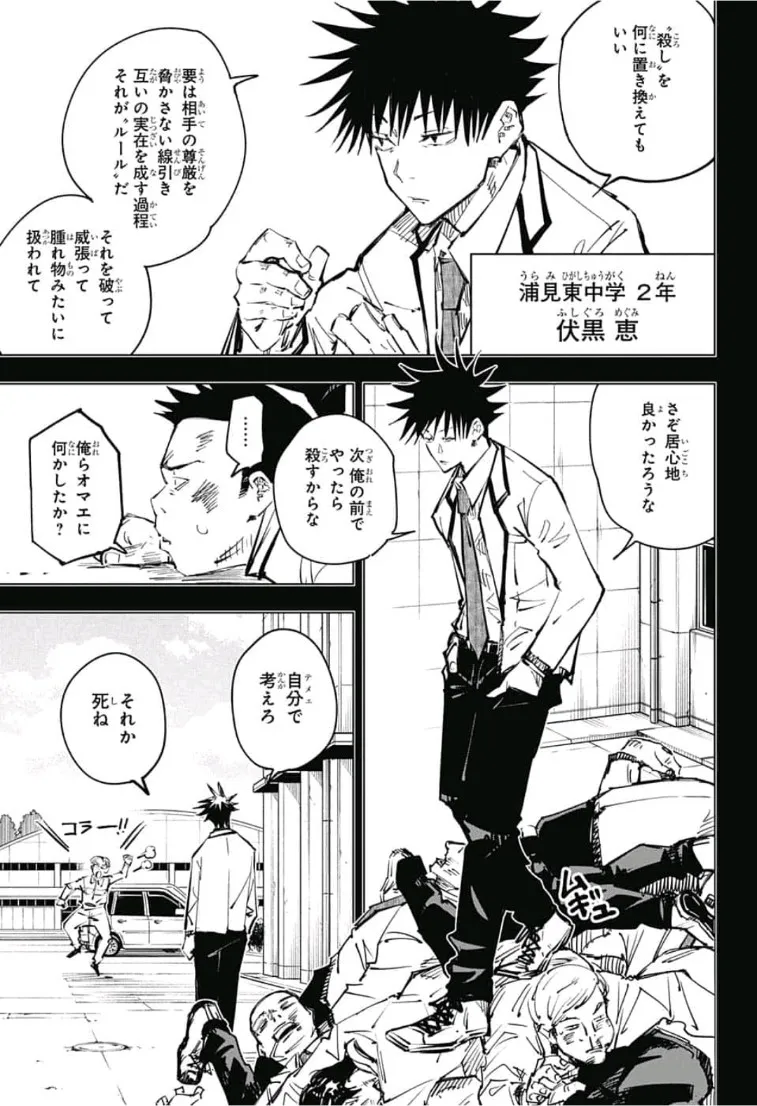 〝殺し〟を
何に置き換えても
いい
要は相手の尊厳を
脅かさない線引き
互いの実在を成す過程
それが〝ルール〟だ
それを破って
威張って
腫れ物みたいに
扱われて
浦見東中学 2年
伏黒 恵
さぞ居心地
良かったろうな
次 俺の前で
やったら
殺すからな
……
俺らオマエに
何かしたか?
ムギュ
自分で
考えろ
それか
死ね
コラー!!